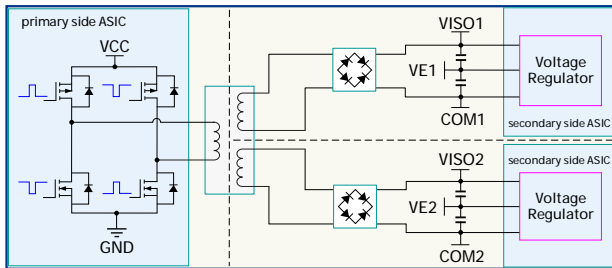 primary side ASIC
VCC
GND
VISO1
VE1
COM1
Voltage
Regulator
secondary side ASIC
VISO2
VE2
COM2
secondary side ASIC
Voltage
Regulator